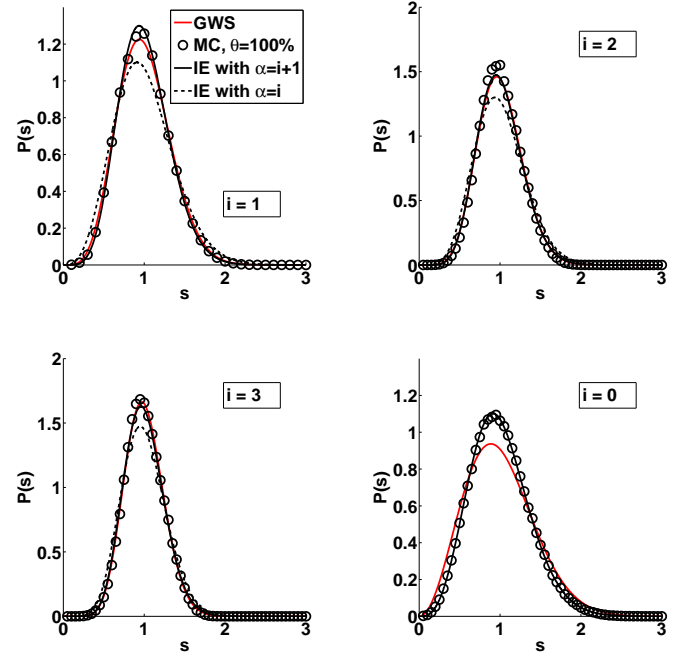 GWS
MC, θ=100%
IE with α=i+1
IE with α=i
i = 1
P(s)
1.2
1
0.8
0.6
0.4
0.2
0
0
1
2
3
s
i = 2
P(s)
2
1.5
1
0.5
0
0
1
2
3
s
i = 3
P(s)
2
1.5
1
0.5
0
0
1
2
3
s
i = 0
P(s)
1.2
1
0.8
0.6
0.4
0.2
0
0
1
2
3
s